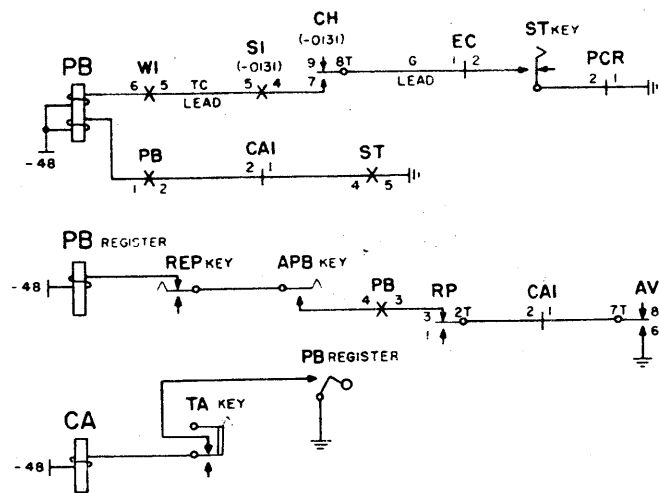 CH
(-0131)
SI
(-0131)
EC
ST KEY
PCR
PB
WI
9 8T
G
1 2
6 5 TC 5 4 7
LEAD
LEAD
2 1
-48
PB CAI ST
1 2 2 1 4 5
PB REGISTER
REP KEY APB KEY
PB
RP
CAI
AV
-48
4 3
3 2T
2 1
7T 8
1
6
PB REGISTER
TA KEY
CA
-48